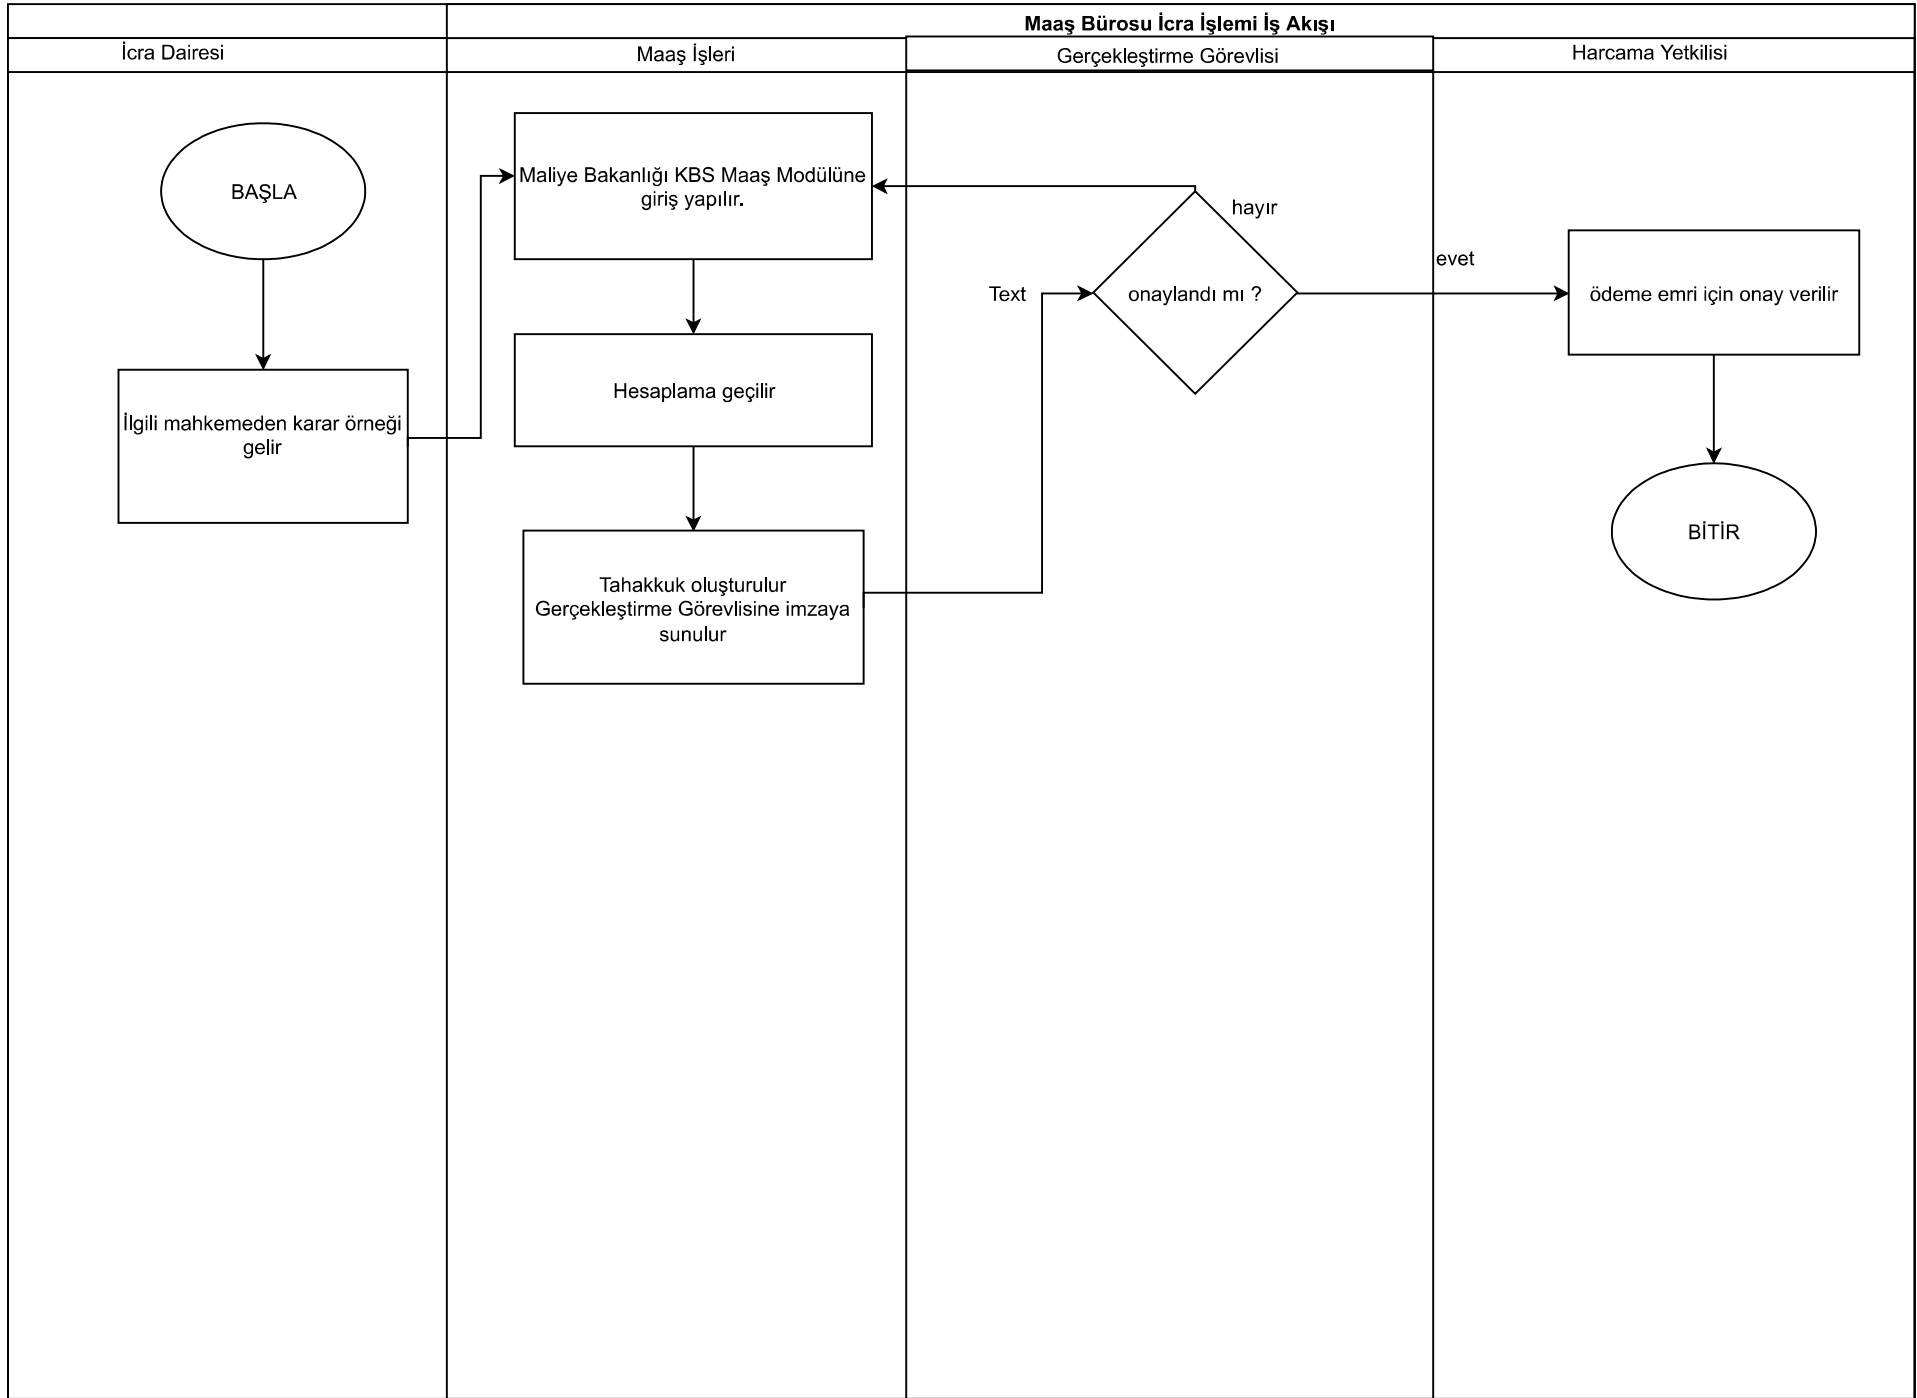 Maaş Bürosu İcra İşlemi İş Akışı
İcra Dairesi
Maaş İşleri
Gerçekleştirme Görevlisi
Harcama Yetkilisi
BAŞLA
İlgili mahkemeden karar örneği
gelir
Maliye Bakanlığı KBS Maaş Modülüne
giriş yapılır.
Hesaplama geçilir
Tahakkuk oluşturulur
Gerçekleştirme Görevlisine imzaya
sunulur
Text
onaylandı mı ?
hayır
evet
ödeme emri için onay verilir
BİTİR